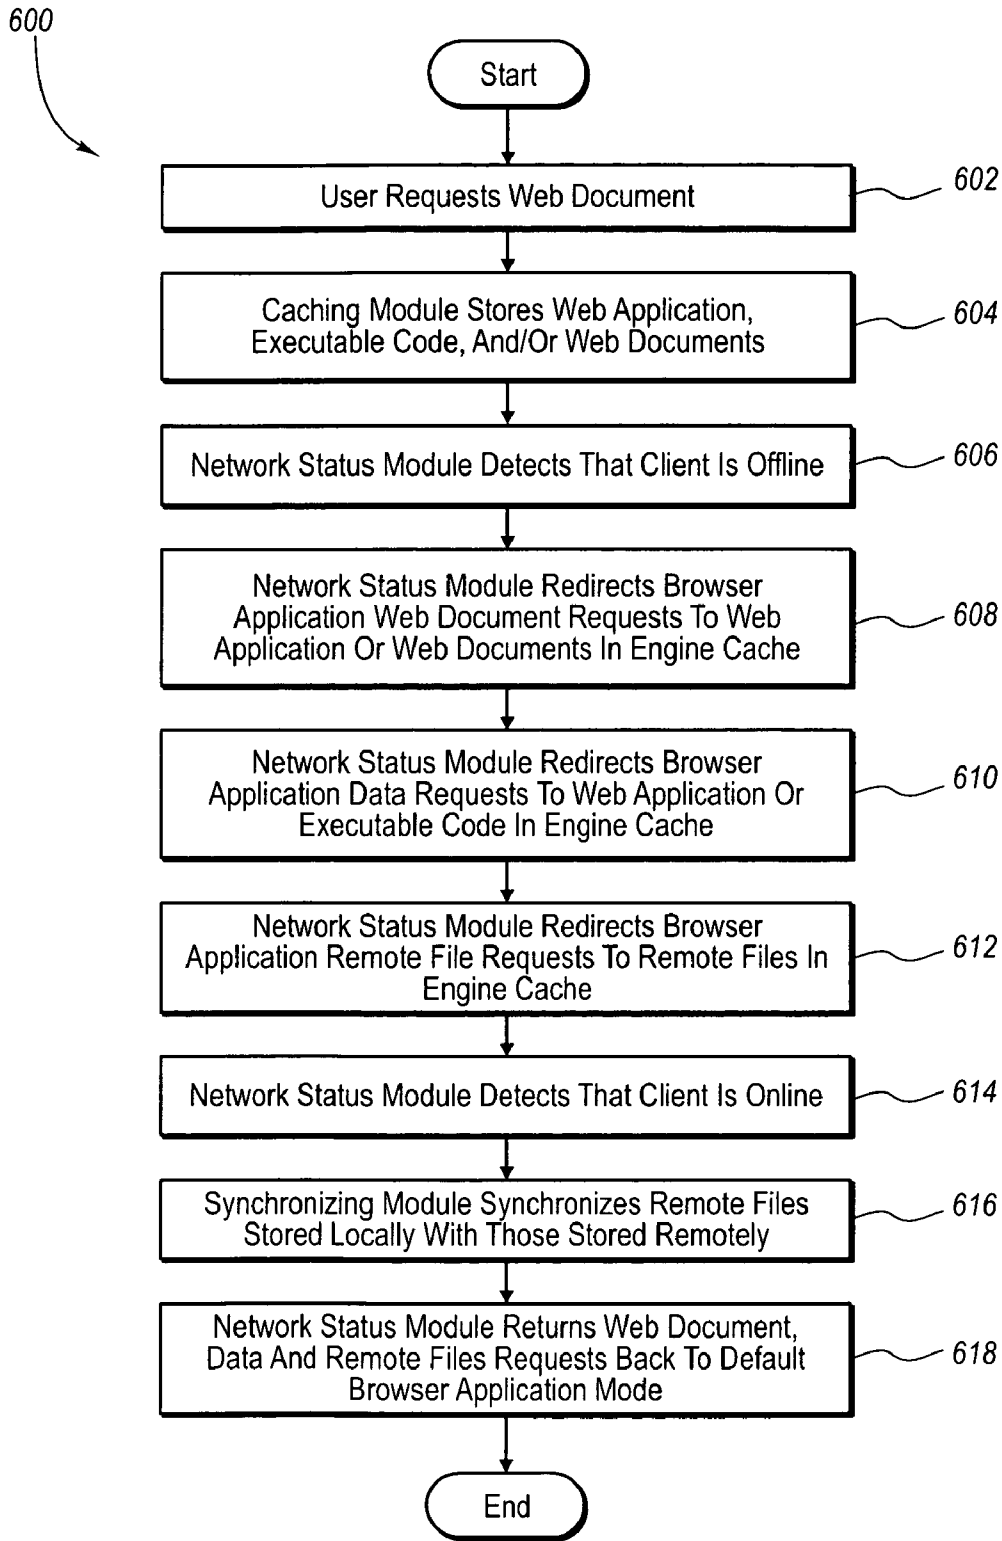 600
Start
User Requests Web Document
602
Caching Module Stores Web Application,
Executable Code, And/Or Web Documents
604
Network Status Module Detects That Client Is Offline
606
Network Status Module Redirects Browser
Application Web Document Requests To Web
Application Or Web Documents In Engine Cache
608
Network Status Module Redirects Browser
Application Data Requests To Web Application Or
Executable Code In Engine Cache
610
Network Status Module Redirects Browser
Application Remote File Requests To Remote Files In
Engine Cache
612
Network Status Module Detects That Client Is Online
614
Synchronizing Module Synchronizes Remote Files
Stored Locally With Those Stored Remotely
616
Network Status Module Returns Web Document,
Data And Remote Files Requests Back To Default
Browser Application Mode
618
End